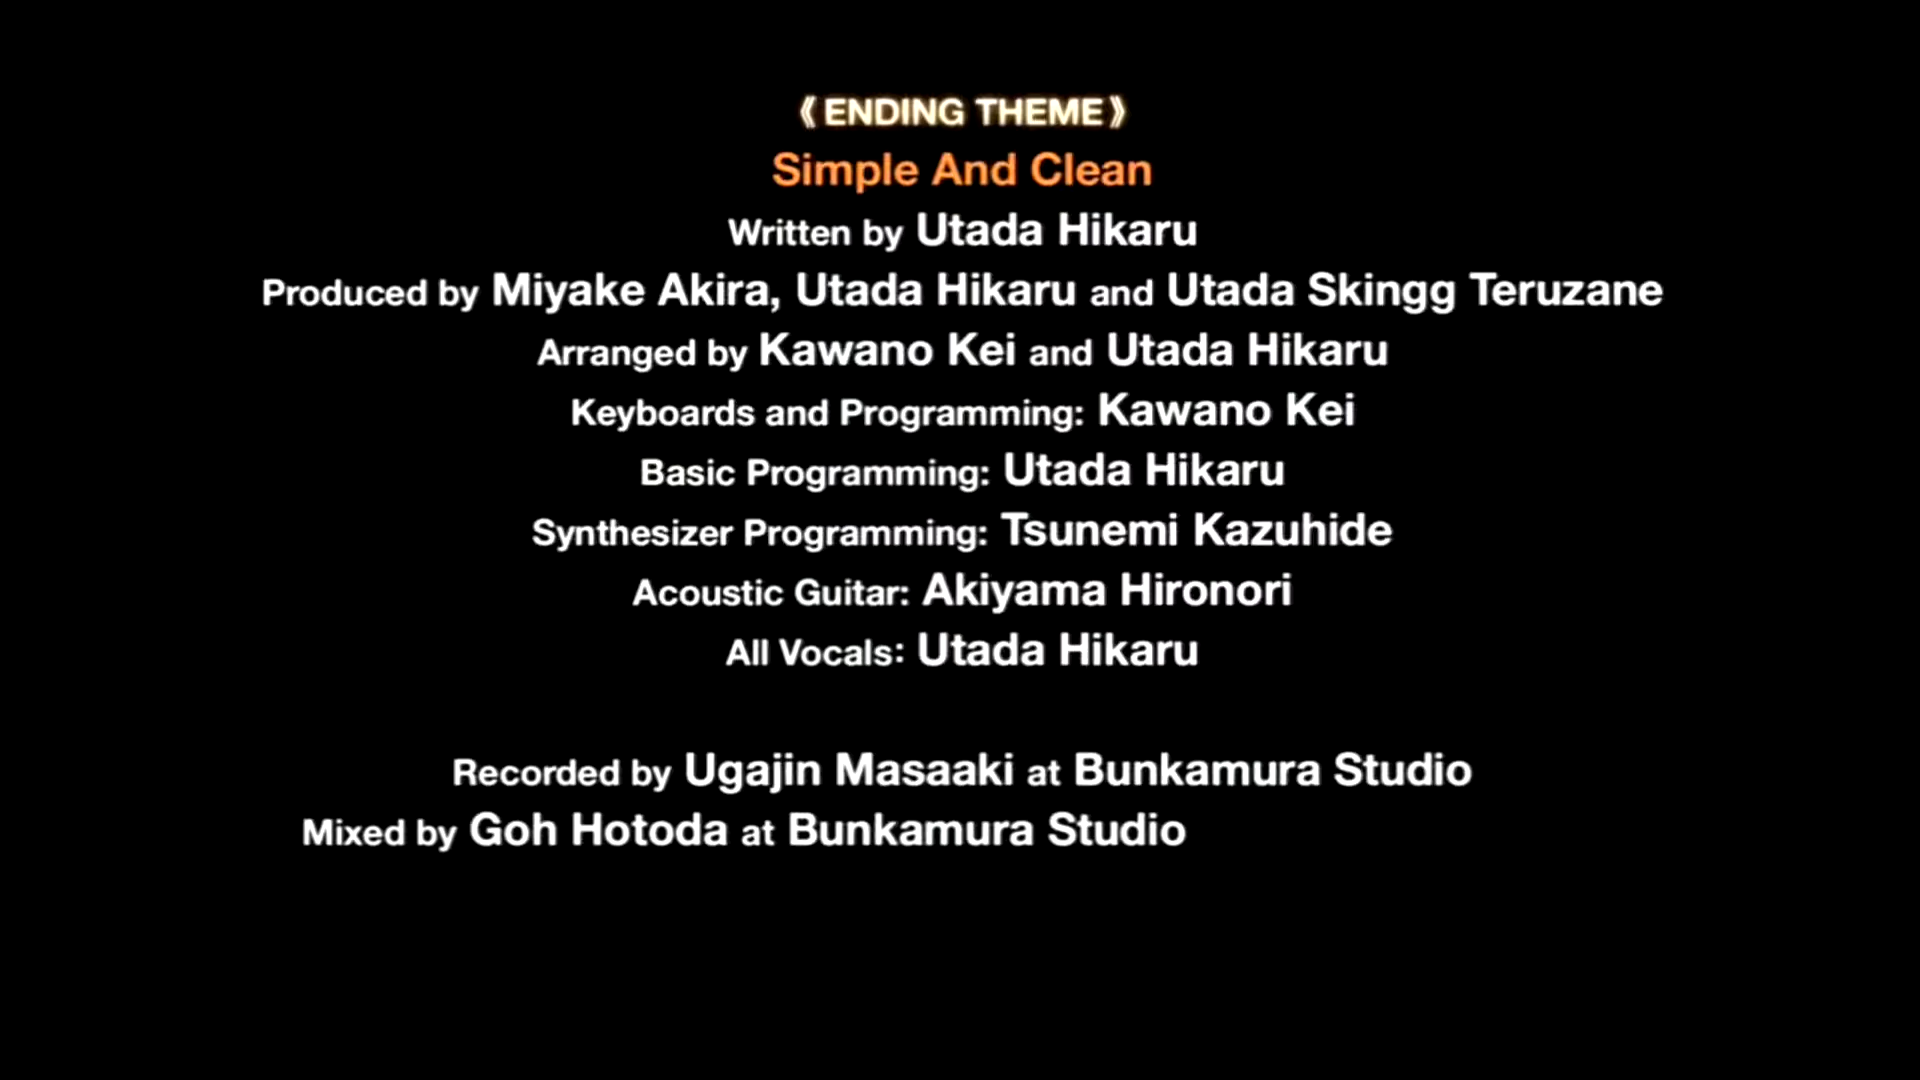 《ENDING THEME》
Simple And Clean
Written by Utada Hikaru
Produced by Miyake Akira, Utada Hikaru and Utada Skingg Teruzane
Arranged by Kawano Kei and Utada Hikaru
Keyboards and Programming: Kawano Kei
Basic Programming: Utada Hikaru
Synthesizer Programming: Tsunemi Kazuhide
Acoustic Guitar: Akiyama Hironori
All Vocals: Utada Hikaru
Recorded by Ugajin Masaaki at Bunkamura Studio
Mixed by Goh Hotoda at Bunkamura Studio